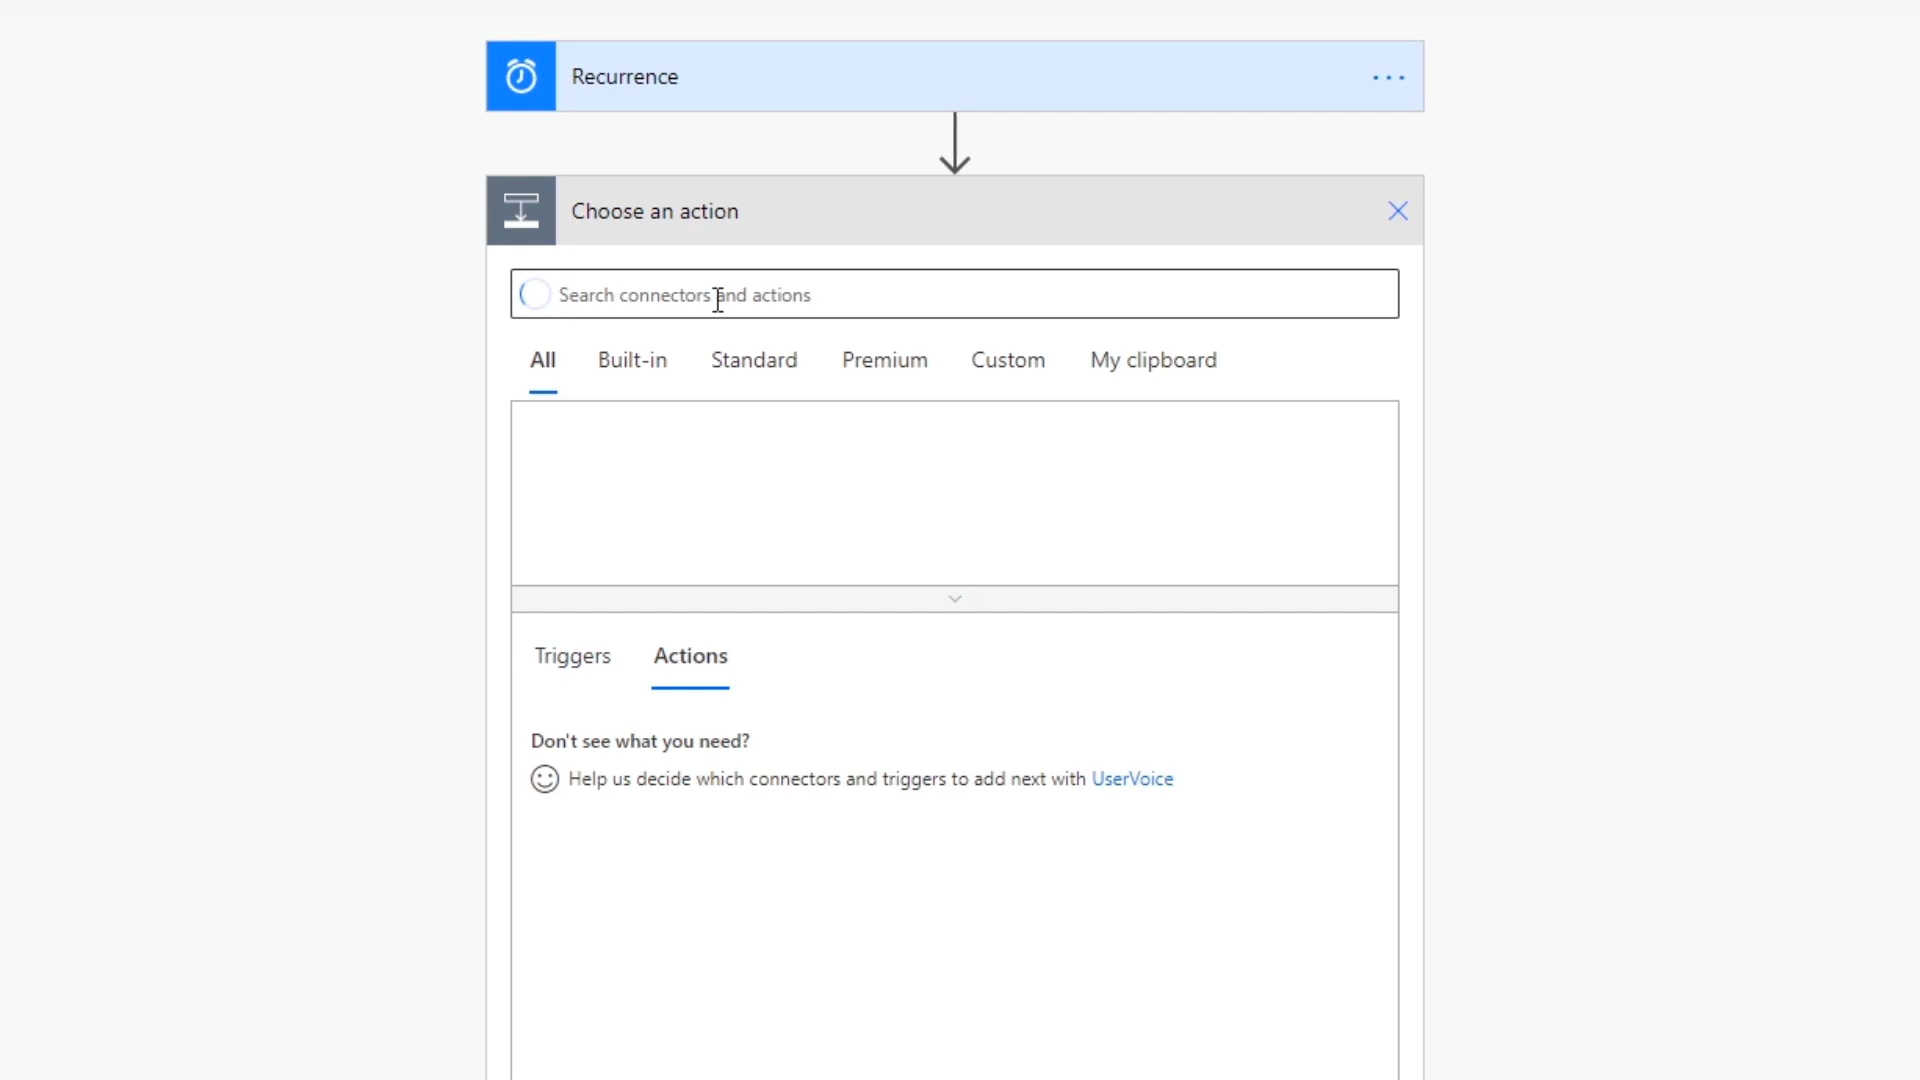 Recurrence
Choose an action
Search connectors and actions
All Built-in Standard Premium Custom My clipboard
Triggers Actions
Don't see what you need?
Help us decide which connectors and triggers to add next with UserVoice